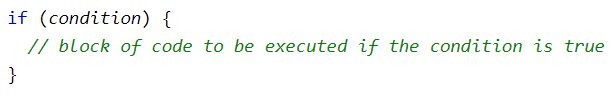 if (condition) {
  // block of code to be executed if the condition is true
}